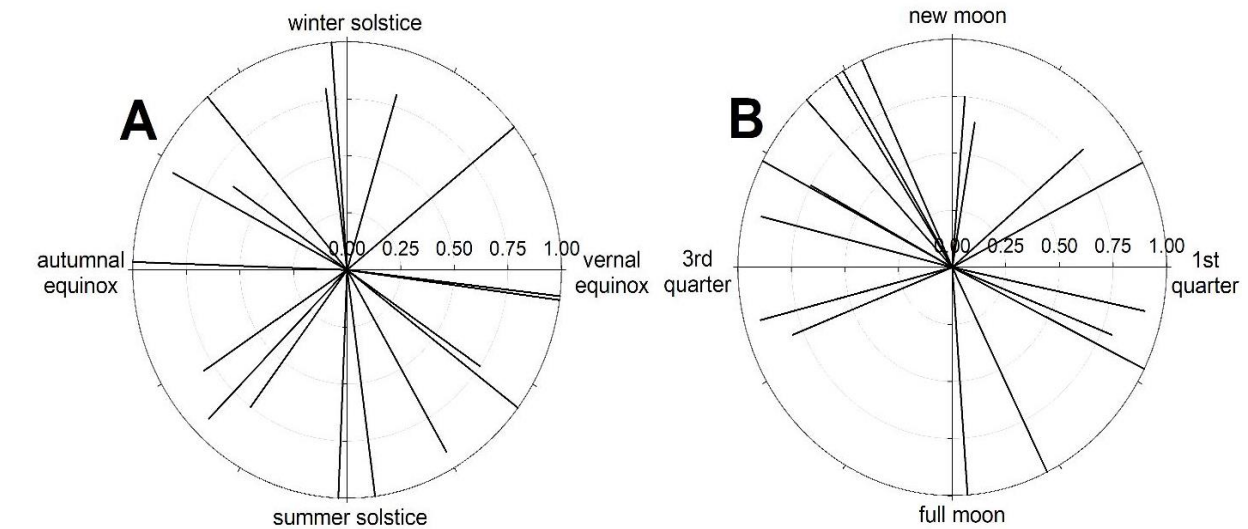 winter solstice
A
0.00 0.25 0.50 0.75 1.00
autumnal
equinox
vernal
equinox
summer solstice
new moon
B
0.00 0.25 0.50 0.75 1.00
3rd
quarter
1st
quarter
full moon